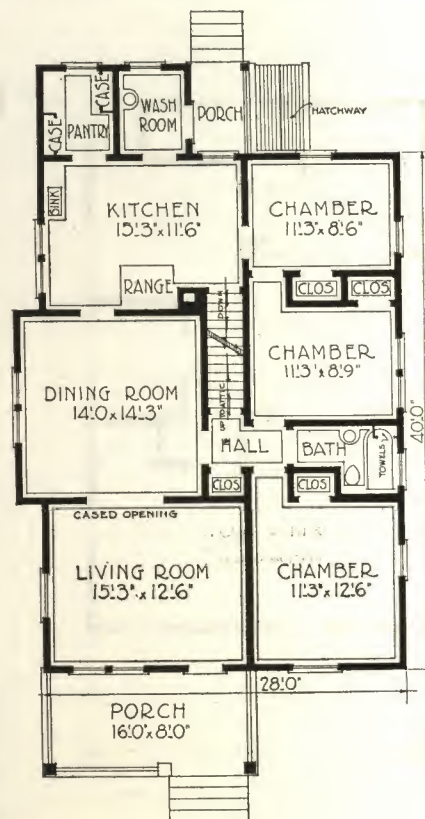 CASE
CASE
PANTRY
WASH
ROOM
PORCH
HATCHWAY
SINK
KITCHEN
15'.3"x11'.6"
RANGE
CHAMBER
11'.3"x8'.6"
CLOS
CLOS
DOWN
CHAMBER
11'.3"x8'.9"
DINING ROOM
14'.0x14'.3"
UP TO ATTIC
HALL
BATH
TOWELS
40'.0"
CLOS
CLOS
CASED OPENING
LIVING ROOM
15'.3"x12'.6"
CHAMBER
11'.3"x12'.6"
28'.0"
PORCH
16'.0"x8'.0"